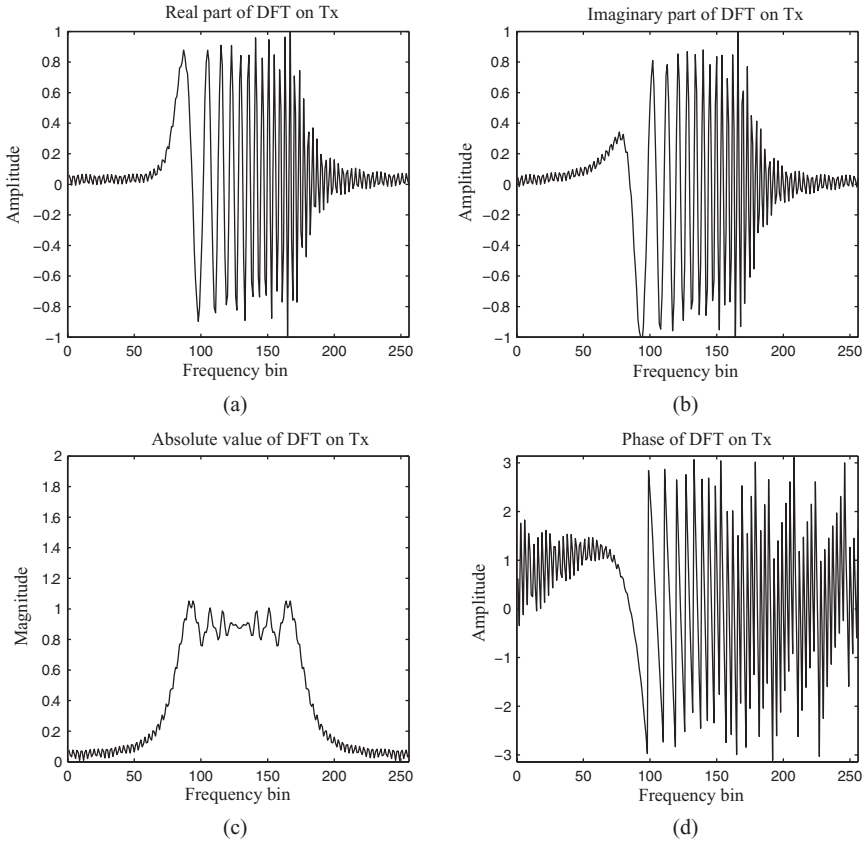 Real part of DFT on Tx
1
0.8
0.6
0.4
0.2
0
−0.2
−0.4
−0.6
−0.8
−1
Amplitude
0 50 100 150 200 250
Frequency bin
(a)
Imaginary part of DFT on Tx
1
0.8
0.6
0.4
0.2
0
−0.2
−0.4
−0.6
−0.8
−1
Amplitude
0 50 100 150 200 250
Frequency bin
(b)
Absolute value of DFT on Tx
2
1.8
1.6
1.4
1.2
1
0.8
0.6
0.4
0.2
0
Magnitude
0 50 100 150 200 250
Frequency bin
(c)
Phase of DFT on Tx
3
2
1
0
−1
−2
−3
Amplitude
0 50 100 150 200 250
Frequency bin
(d)